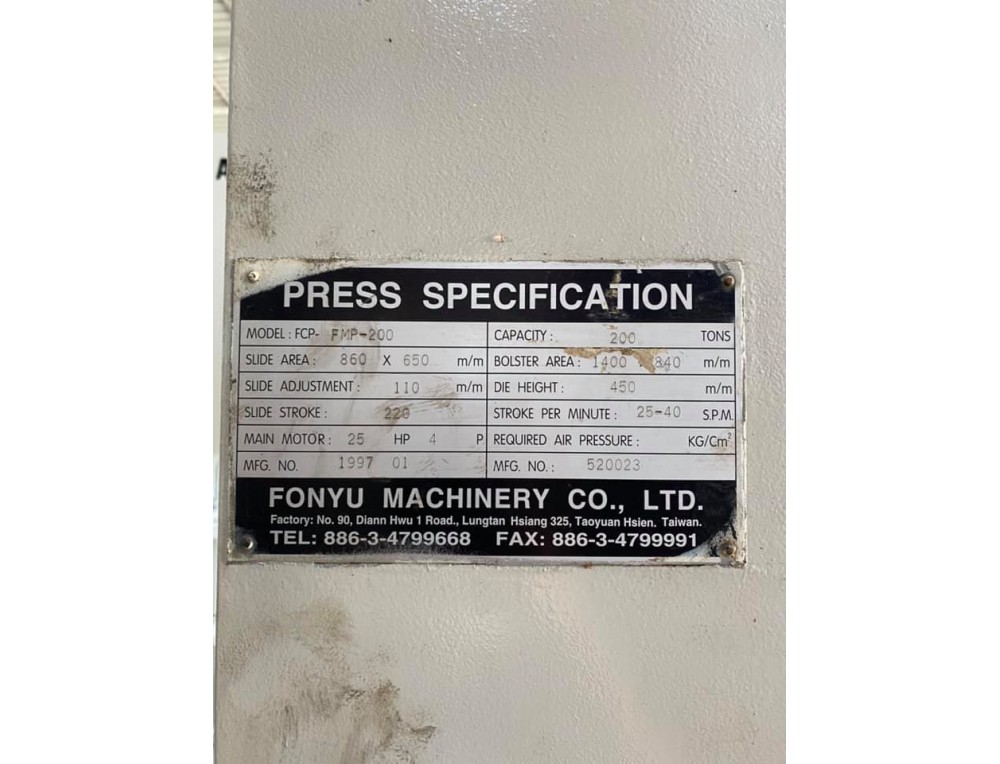 PRESS SPECIFICATION
MODEL : FCP- FMP-200 CAPACITY : 200 TONS
SLIDE AREA : 860 X 650 m/m BOLSTER AREA : 1400 840 m/m
SLIDE ADJUSTMENT : 110 m/m DIE HEIGHT : 450 m/m
SLIDE STROKE : 220 STROKE PER MINUTE : 25-40 S.P.M.
MAIN MOTOR : 25 HP 4 P REQUIRED AIR PRESSURE : KG/Cm²
MFG. NO. 1997 01 MFG. NO. : 520023
FONYU MACHINERY CO., LTD.
Factory: No. 90, Diann Hwu 1 Road., Lungtan Hsiang 325, Taoyuan Hsien. Taiwan.
TEL: 886-3-4799668 FAX: 886-3-4799991